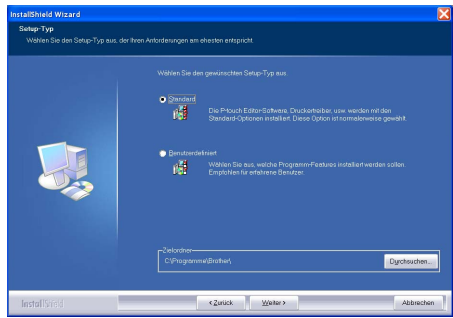 InstallShield Wizard
Setup-Typ
Wählen Sie den Setup-Typ aus, der Ihren Anforderungen am ehesten entspricht.
Wählen Sie den gewünschten Setup-Typ aus.
Standard
Die P-touch Editor-Software, Druckertreiber, usw. werden mit den
Standard-Optionen installiert. Diese Option ist normalerweise gewählt.
Benutzerdefiniert
Wählen Sie aus, welche Programm-Features installiert werden sollen.
Empfohlen für erfahrene Benutzer.
Zielordner
C:\Programme\Brother\
Durchsuchen...
InstallShield
< Zurück
Weiter >
Abbrechen